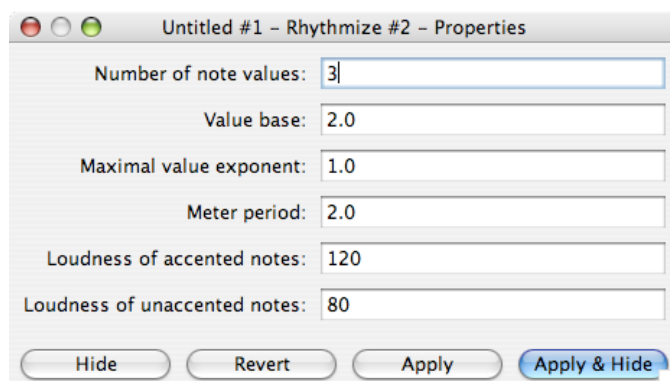 Untitled #1 – Rhythmize #2 – Properties
Number of note values: 3
Value base: 2.0
Maximal value exponent: 1.0
Meter period: 2.0
Loudness of accented notes: 120
Loudness of unaccented notes: 80
Hide Revert Apply Apply & Hide